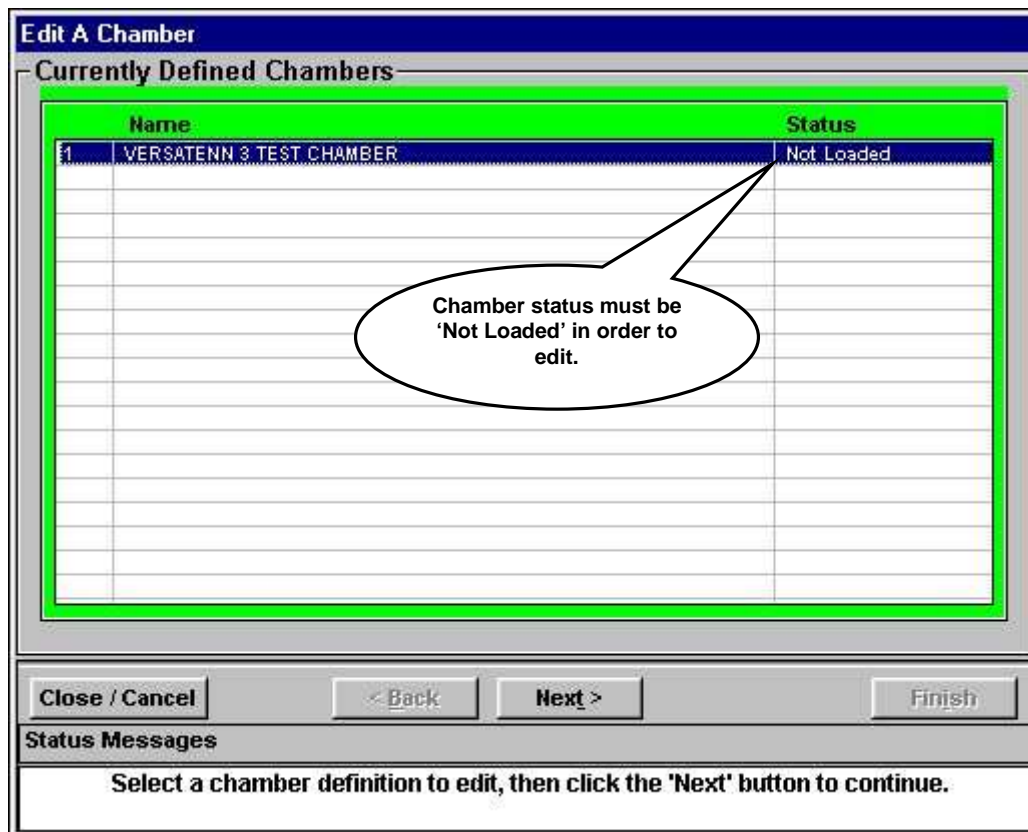 Edit A Chamber
Currently Defined Chambers
Name Status
1 VERSATENN 3 TEST CHAMBER Not Loaded
Chamber status must be
‘Not Loaded’ in order to
edit.
Close / Cancel < Back Next > Finish
Status Messages
Select a chamber definition to edit, then click the 'Next' button to continue.